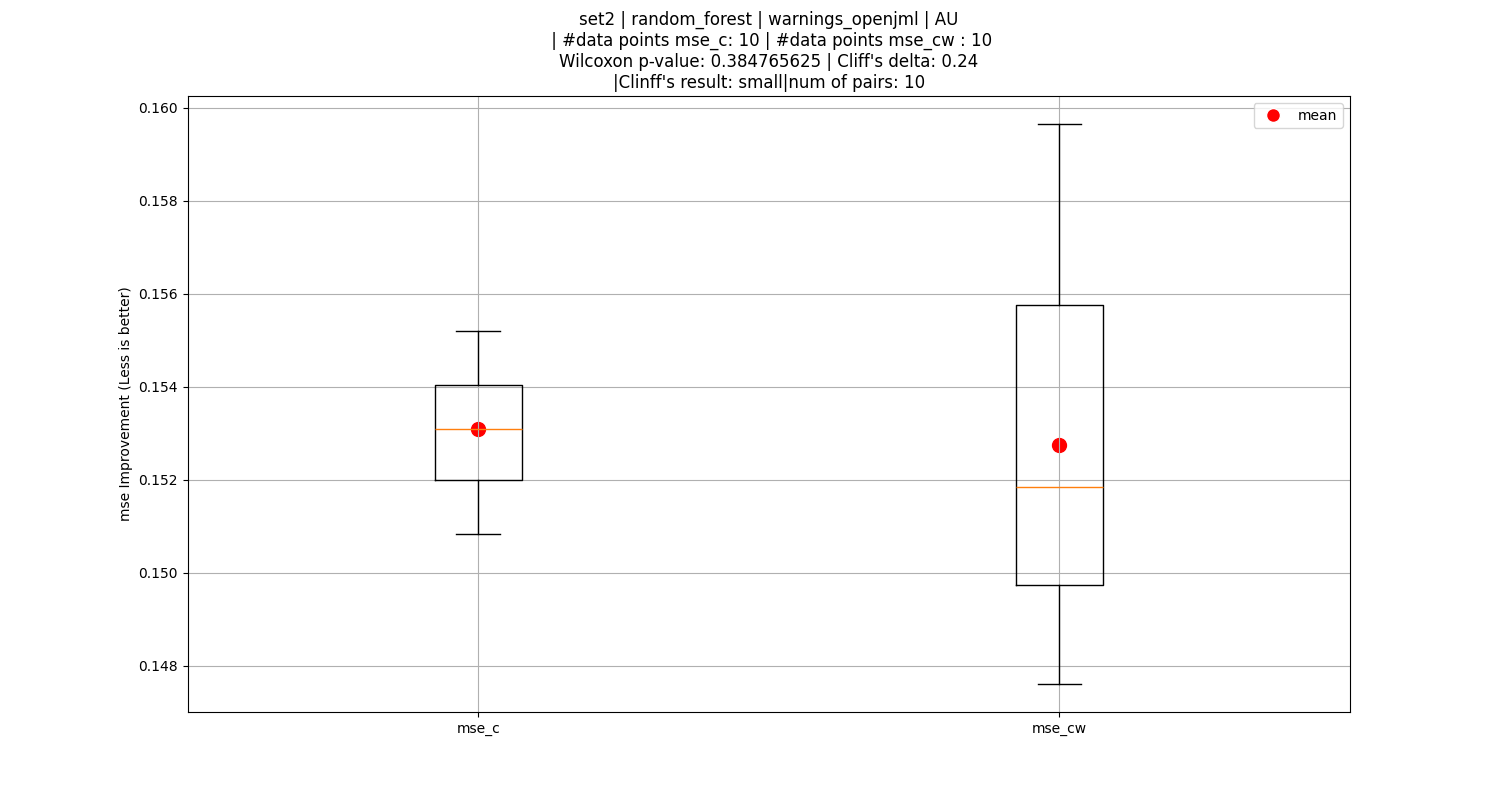 set2 | random_forest | warnings_openjml | AU
| #data points mse_c: 10 | #data points mse_cw : 10
Wilcoxon p-value: 0.384765625 | Cliff's delta: 0.24
|Clinff's result: small|num of pairs: 10
mean
mse Improvement (Less is better)
0.160
0.158
0.156
0.154
0.152
0.150
0.148
mse_c
mse_cw